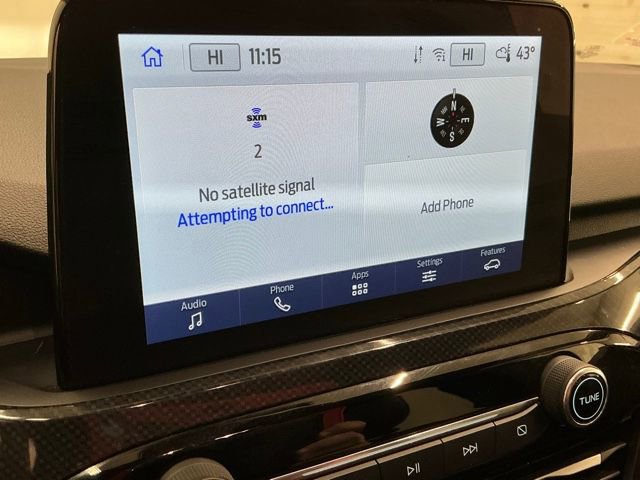 HI 11:15 HI 43°
sxm
2
No satellite signal
Attempting to connect...
N
W E
S
Add Phone
Audio Phone Apps Settings Features
TUNE